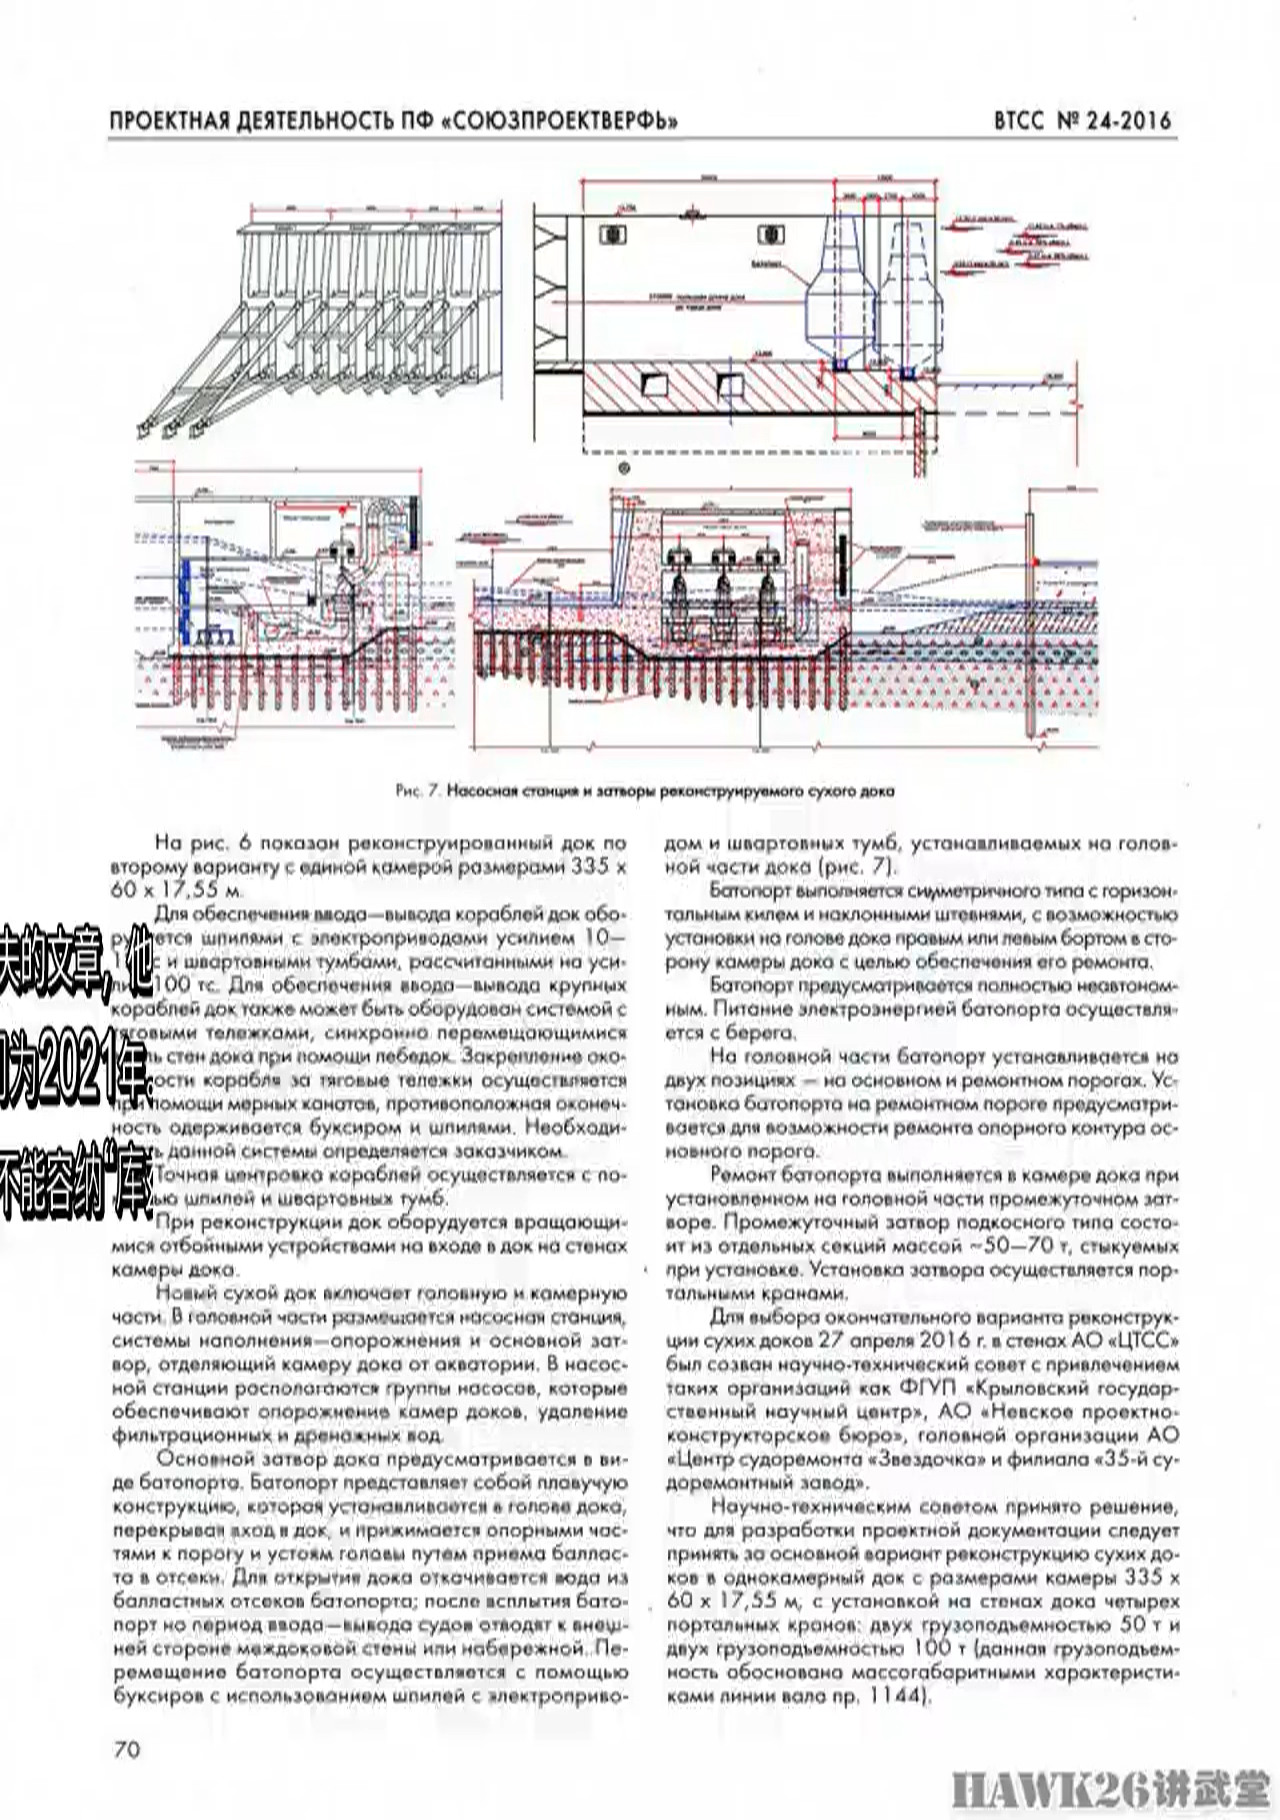 ПРОЕКТНАЯ ДЕЯТЕЛЬНОСТЬ ПФ «СОЮЗПРОЕКТВЕРФЬ»
ВТСС № 24-2016
Рис. 7. Насосная станция и затворы реконструируемого сухого дока
На рис. 6 показан реконструированный док по
второму варианту с единой камерой размерами 335 x
60 x 17,55 м.
Для обеспечения ввода—вывода кораблей док обо-
ется шпилями с электроприводами усилием 10—
с и швартовными тумбами, рассчитанными на уси-
100 тс. Для обеспечения ввода—вывода крупных
кораблей док также может быть оборудован системой с
тяговыми тележками, синхронно перемещающимися
стен дока при помощи лебедок. Закрепление око-
ости корабля за тяговые тележки осуществляется
при помощи мерных канатов, противоположная оконеч-
ность одерживается буксиром и шпилями. Необходи-
ь данной системы определяется заказчиком.
Точная центровка кораблей осуществляется с по-
ью шпилей и швартовных тумб.
При реконструкции док оборудуется вращающи-
мися отбойными устройствами на входе в док на стенах
камеры дока.
Новый сухой док включает головную и камерную
части. В головной части размещается насосная станция,
системы наполнения—опорожнения и основной зат-
вор, отделяющий камеру дока от акватории. В насос-
ной станции располагаются группы насосов, которые
обеспечивают опорожнение камер доков, удаление
фильтрационных и дренажных вод.
Основной затвор дока предусматривается в ви-
де батопорта. Батопорт представляет собой плавучую
конструкцию, которая устанавливается в голове дока,
перекрывая вход в док, и прижимается опорными час-
тями к порогу и устоям головы путем приема баллас-
та в отсеки. Для открытия дока откачивается вода из
балластных отсеков батопорта; после всплытия бато-
порт на период ввода—вывода судов отводят к внеш-
ней стороне междоковой стены или набережной. Пе-
ремещение батопорта осуществляется с помощью
буксиров с использованием шпилей с электроприво-
дом и швартовных тумб, устанавливаемых на голов-
ной части дока (рис. 7).
Батопорт выполняется симметричного типа с горизон-
тальным килем и наклонными штевнями, с возможностью
установки на голове дока правым или левым бортом в сто-
рону камеры дока с целью обеспечения его ремонта.
Батопорт предусматривается полностью неавтоном-
ным. Питание электроэнергией батопорта осуществля-
ется с берега.
На головной части батопорт устанавливается на
двух позициях — на основном и ремонтном порогах. Ус-
тановка батопорта на ремонтном пороге предусматри-
вается для возможности ремонта опорного контура ос-
новного порога.
Ремонт батопорта выполняется в камере дока при
установленном на головной части промежуточном зат-
воре. Промежуточный затвор подкосного типа состо-
ит из отдельных секций массой ~50—70 т, стыкуемых
при установке. Установка затвора осуществляется пор-
тальными кранами.
Для выбора окончательного варианта реконструк-
ции сухих доков 27 апреля 2016 г. в стенах АО «ЦТСС»
был созван научно-технический совет с привлечением
таких организаций как ФГУП «Крыловский государ-
ственный научный центр», АО «Невское проектно-
конструкторское бюро», головной организации АО
«Центр судоремонта «Звездочка» и филиала «35-й су-
доремонтный завод».
Научно-техническим советом принято решение,
что для разработки проектной документации следует
принять за основной вариант реконструкцию сухих до-
ков в однокамерный док с размерами камеры 335 x
60 x 17,55 м, с установкой на стенах дока четырех
портальных кранов: двух грузоподъемностью 50 т и
двух грузоподъемностью 100 т (данная грузоподъем-
ность обоснована массогабаритными характеристи-
ками линии вала пр. 1144).
夫的文章，他
为2021年。
不能容纳“库
70
HAWK26讲武堂